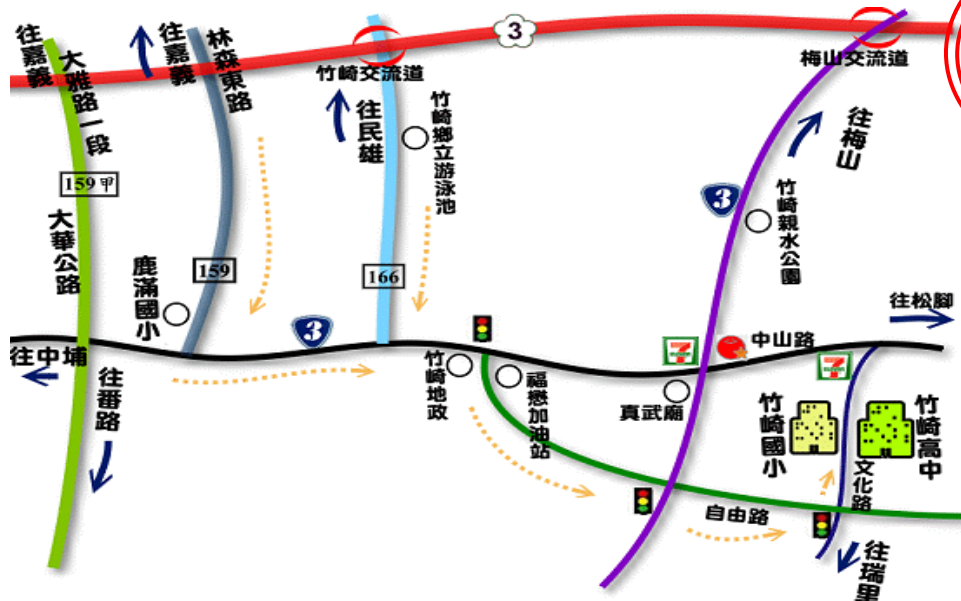 3
往嘉義
大雅路一段
往嘉義
林森東路
竹崎交流道
梅山交流道
往民雄
竹崎鄉立游泳池
往梅山
159甲
3
竹崎親水公園
大華公路
鹿滿國小
159
166
往松腳
3
中山路
7
7
往中埔
往番路
竹崎地政
福懋加油站
真武廟
竹崎國小
竹崎高中
文化路
自由路
往瑞里